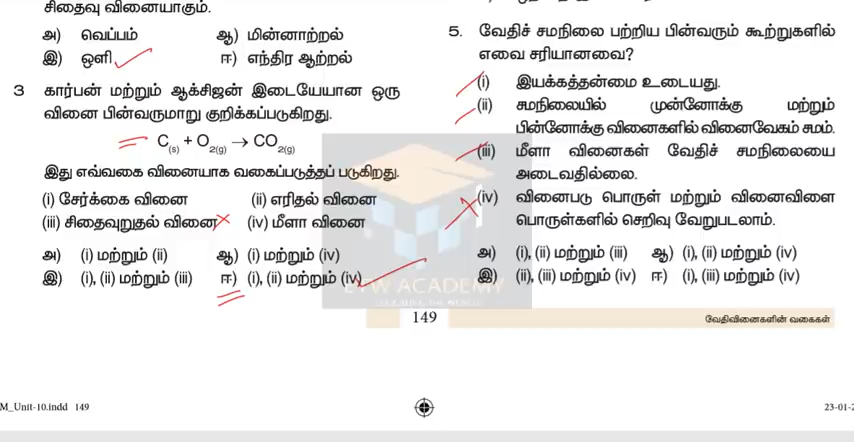 சிதைவு வினையாகும்.
அ) வெப்பம் ஆ) மின்னாற்றல்
இ) ஒளி ஈ) எந்திர ஆற்றல்
3 கார்பன் மற்றும் ஆக்சிஜன் இடையேயான ஒரு
வினை பின்வருமாறு குறிக்கப்படுகிறது.
C(s) + O2(g) → CO2(g)
இது எவ்வகை வினையாக வகைப்படுத்தப் படுகிறது.
(i) சேர்க்கை வினை (ii) எரிதல் வினை
(iii) சிதைவுறுதல் வினை (iv) மீளா வினை
அ) (i) மற்றும் (ii) ஆ) (i) மற்றும் (iv)
இ) (i), (ii) மற்றும் (iii) ஈ) (i), (ii) மற்றும் (iv)
5. வேதிச் சமநிலை பற்றிய பின்வரும் கூற்றுகளில்
எவை சரியானவை?
(i) இயக்கத்தன்மை உடையது.
(ii) சமநிலையில் முன்னோக்கு மற்றும்
பின்னோக்கு வினைகளில் வினைவேகம் சமம்.
(iii) மீளா வினைகள் வேதிச் சமநிலையை
அடைவதில்லை.
(iv) வினைபடு பொருள் மற்றும் வினைவிளை
பொருள்களில் செறிவு வேறுபடலாம்.
அ) (i), (ii) மற்றும் (iii) ஆ) (i), (ii) மற்றும் (iv)
இ) (ii), (iii) மற்றும் (iv) ஈ) (i), (iii) மற்றும் (iv)
ACADEMY
149
வேதிவினைகளின் வகைகள்
M_Unit-10.indd 149
23-01-2